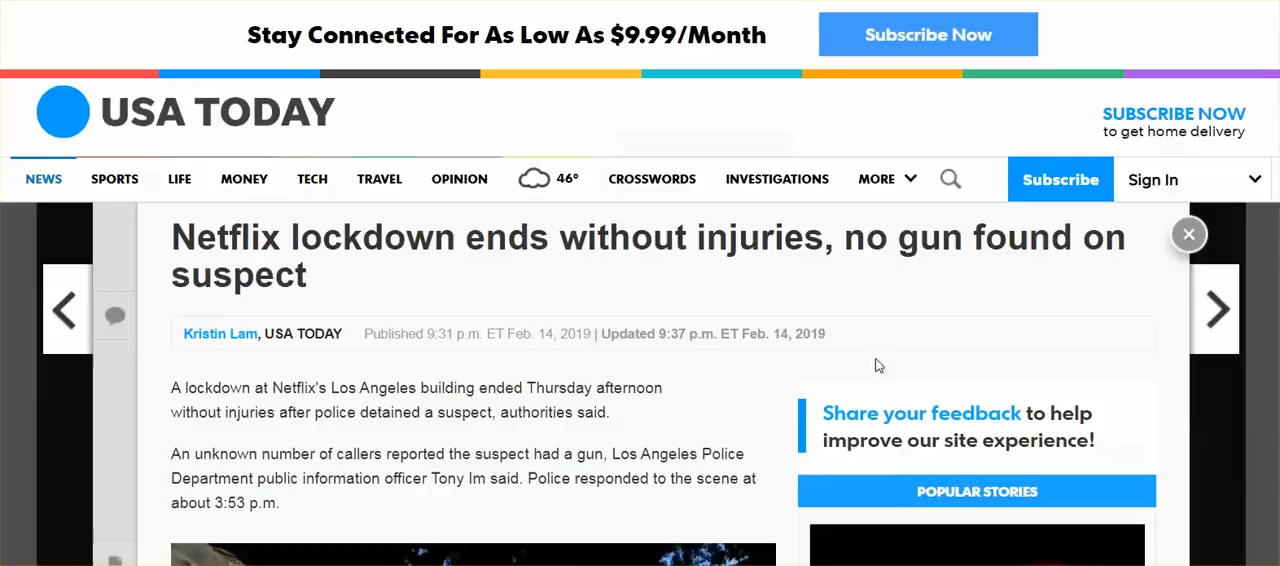 Stay Connected For As Low As $9.99/Month
Subscribe Now
USA TODAY
SUBSCRIBE NOW
to get home delivery
NEWS SPORTS LIFE MONEY TECH TRAVEL OPINION 46° CROSSWORDS INVESTIGATIONS MORE Subscribe Sign In
Netflix lockdown ends without injuries, no gun found on
suspect
Kristin Lam, USA TODAY Published 9:31 p.m. ET Feb. 14, 2019 | Updated 9:37 p.m. ET Feb. 14, 2019
A lockdown at Netflix's Los Angeles building ended Thursday afternoon
without injuries after police detained a suspect, authorities said.
An unknown number of callers reported the suspect had a gun, Los Angeles Police
Department public information officer Tony Im said. Police responded to the scene at
about 3:53 p.m.
Share your feedback to help
improve our site experience!
POPULAR STORIES